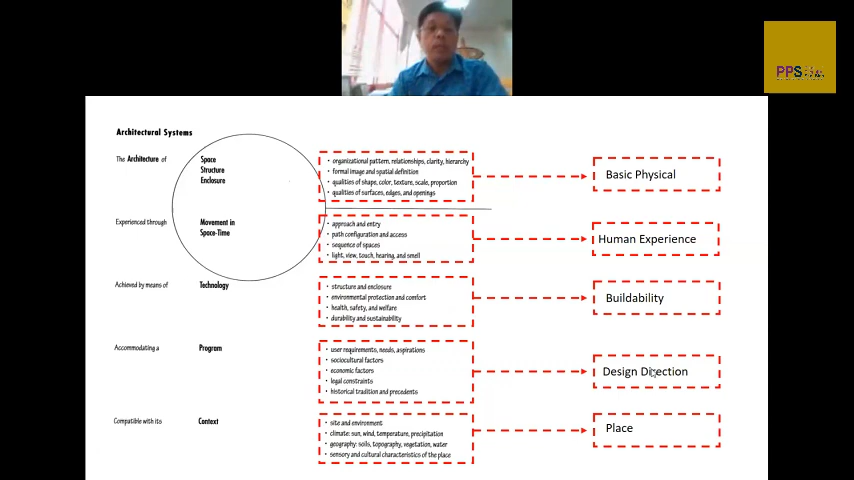 PPSBA
Architectural Systems
The Architecture of
Space
Structure
Enclosure
• organizational pattern, relationships, clarity, hierarchy
• formal image and spatial definition
• qualities of shape, color, texture, scale, proportion
• qualities of surfaces, edges, and openings
Basic Physical
Experienced through
Movement in
Space-Time
• approach and entry
• path configuration and access
• sequence of spaces
• light, view, touch, hearing, and smell
Human Experience
Achieved by means of
Technology
• structure and enclosure
• environmental protection and comfort
• health, safety, and welfare
• durability and sustainability
Buildability
Accommodating a
Program
• user requirements, needs, aspirations
• sociocultural factors
• economic factors
• legal constraints
• historical tradition and precedents
Design Direction
Compatible with its
Context
• site and environment
• climate: sun, wind, temperature, precipitation
• geography: soils, topography, vegetation, water
• sensory and cultural characteristics of the place
Place